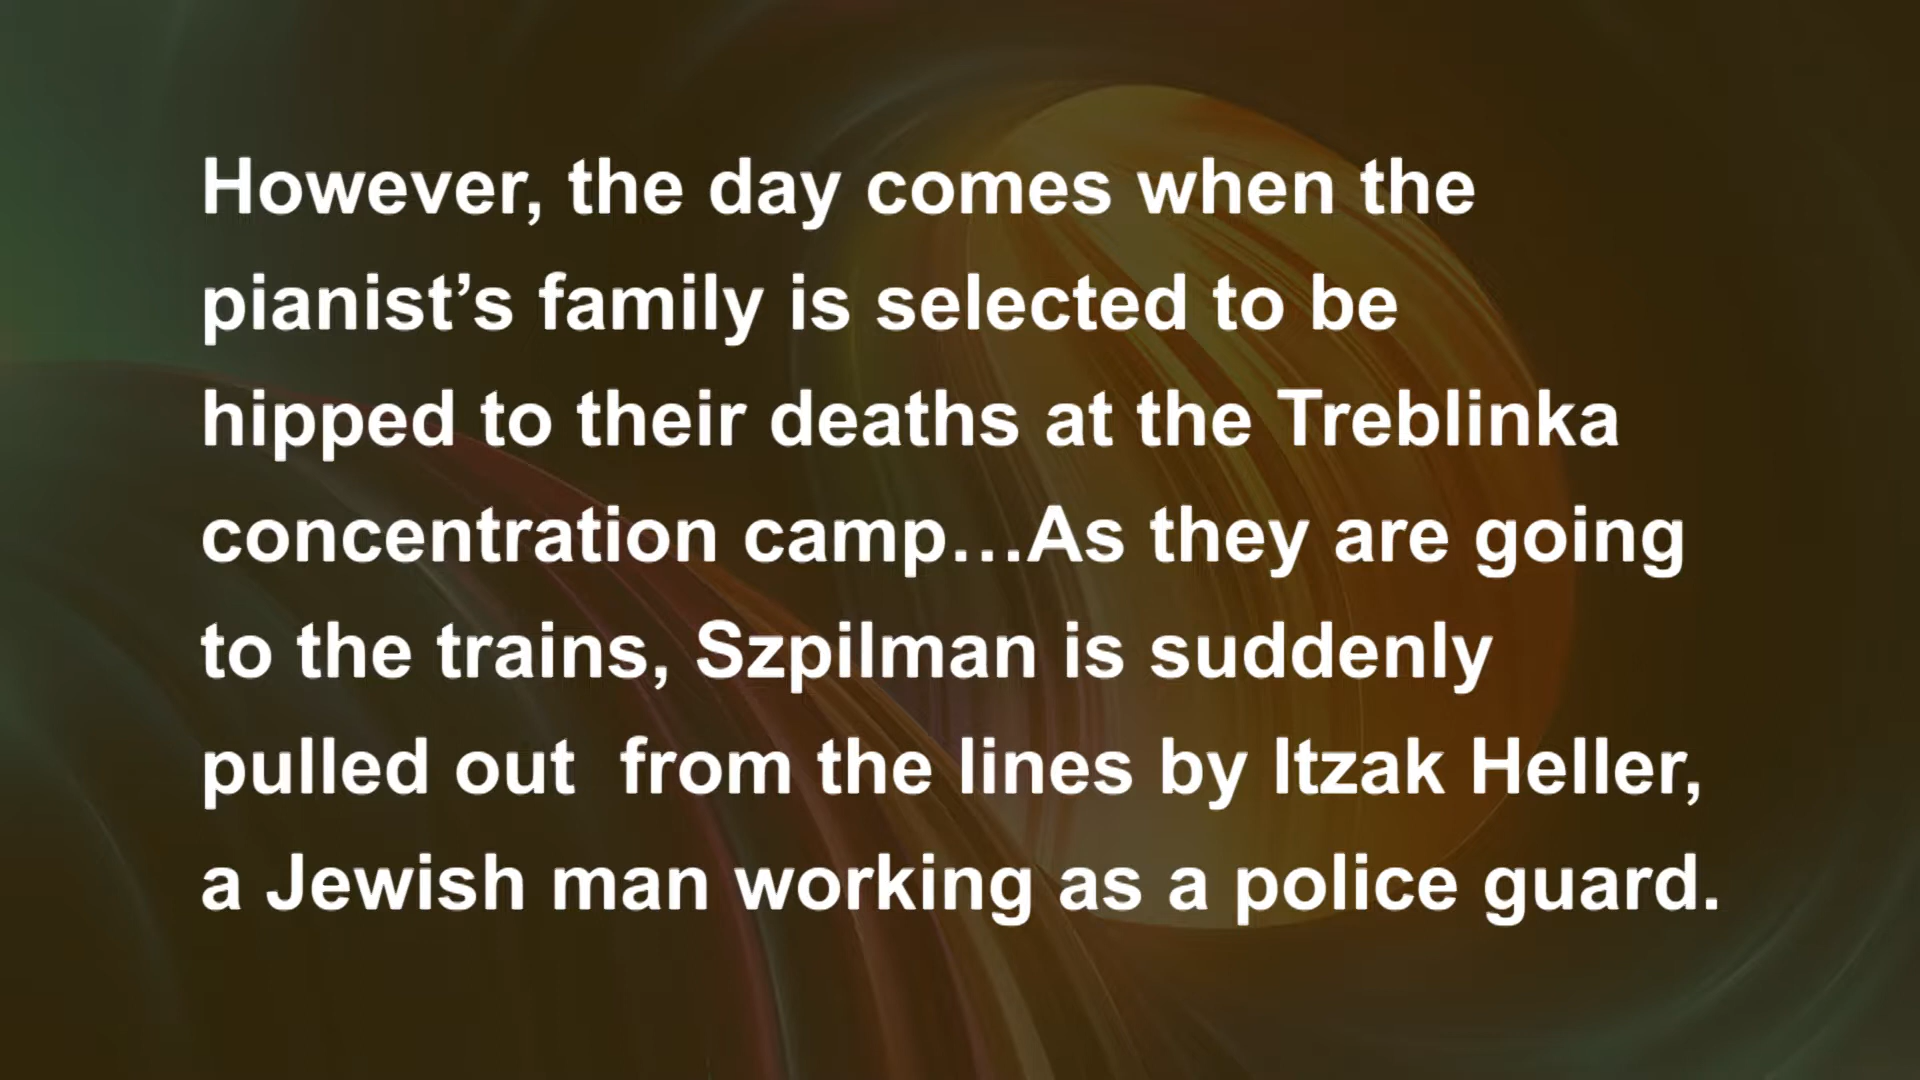 However, the day comes when the
pianist’s family is selected to be
hipped to their deaths at the Treblinka
concentration camp…As they are going
to the trains, Szpilman is suddenly
pulled out  from the lines by Itzak Heller,
a Jewish man working as a police guard.